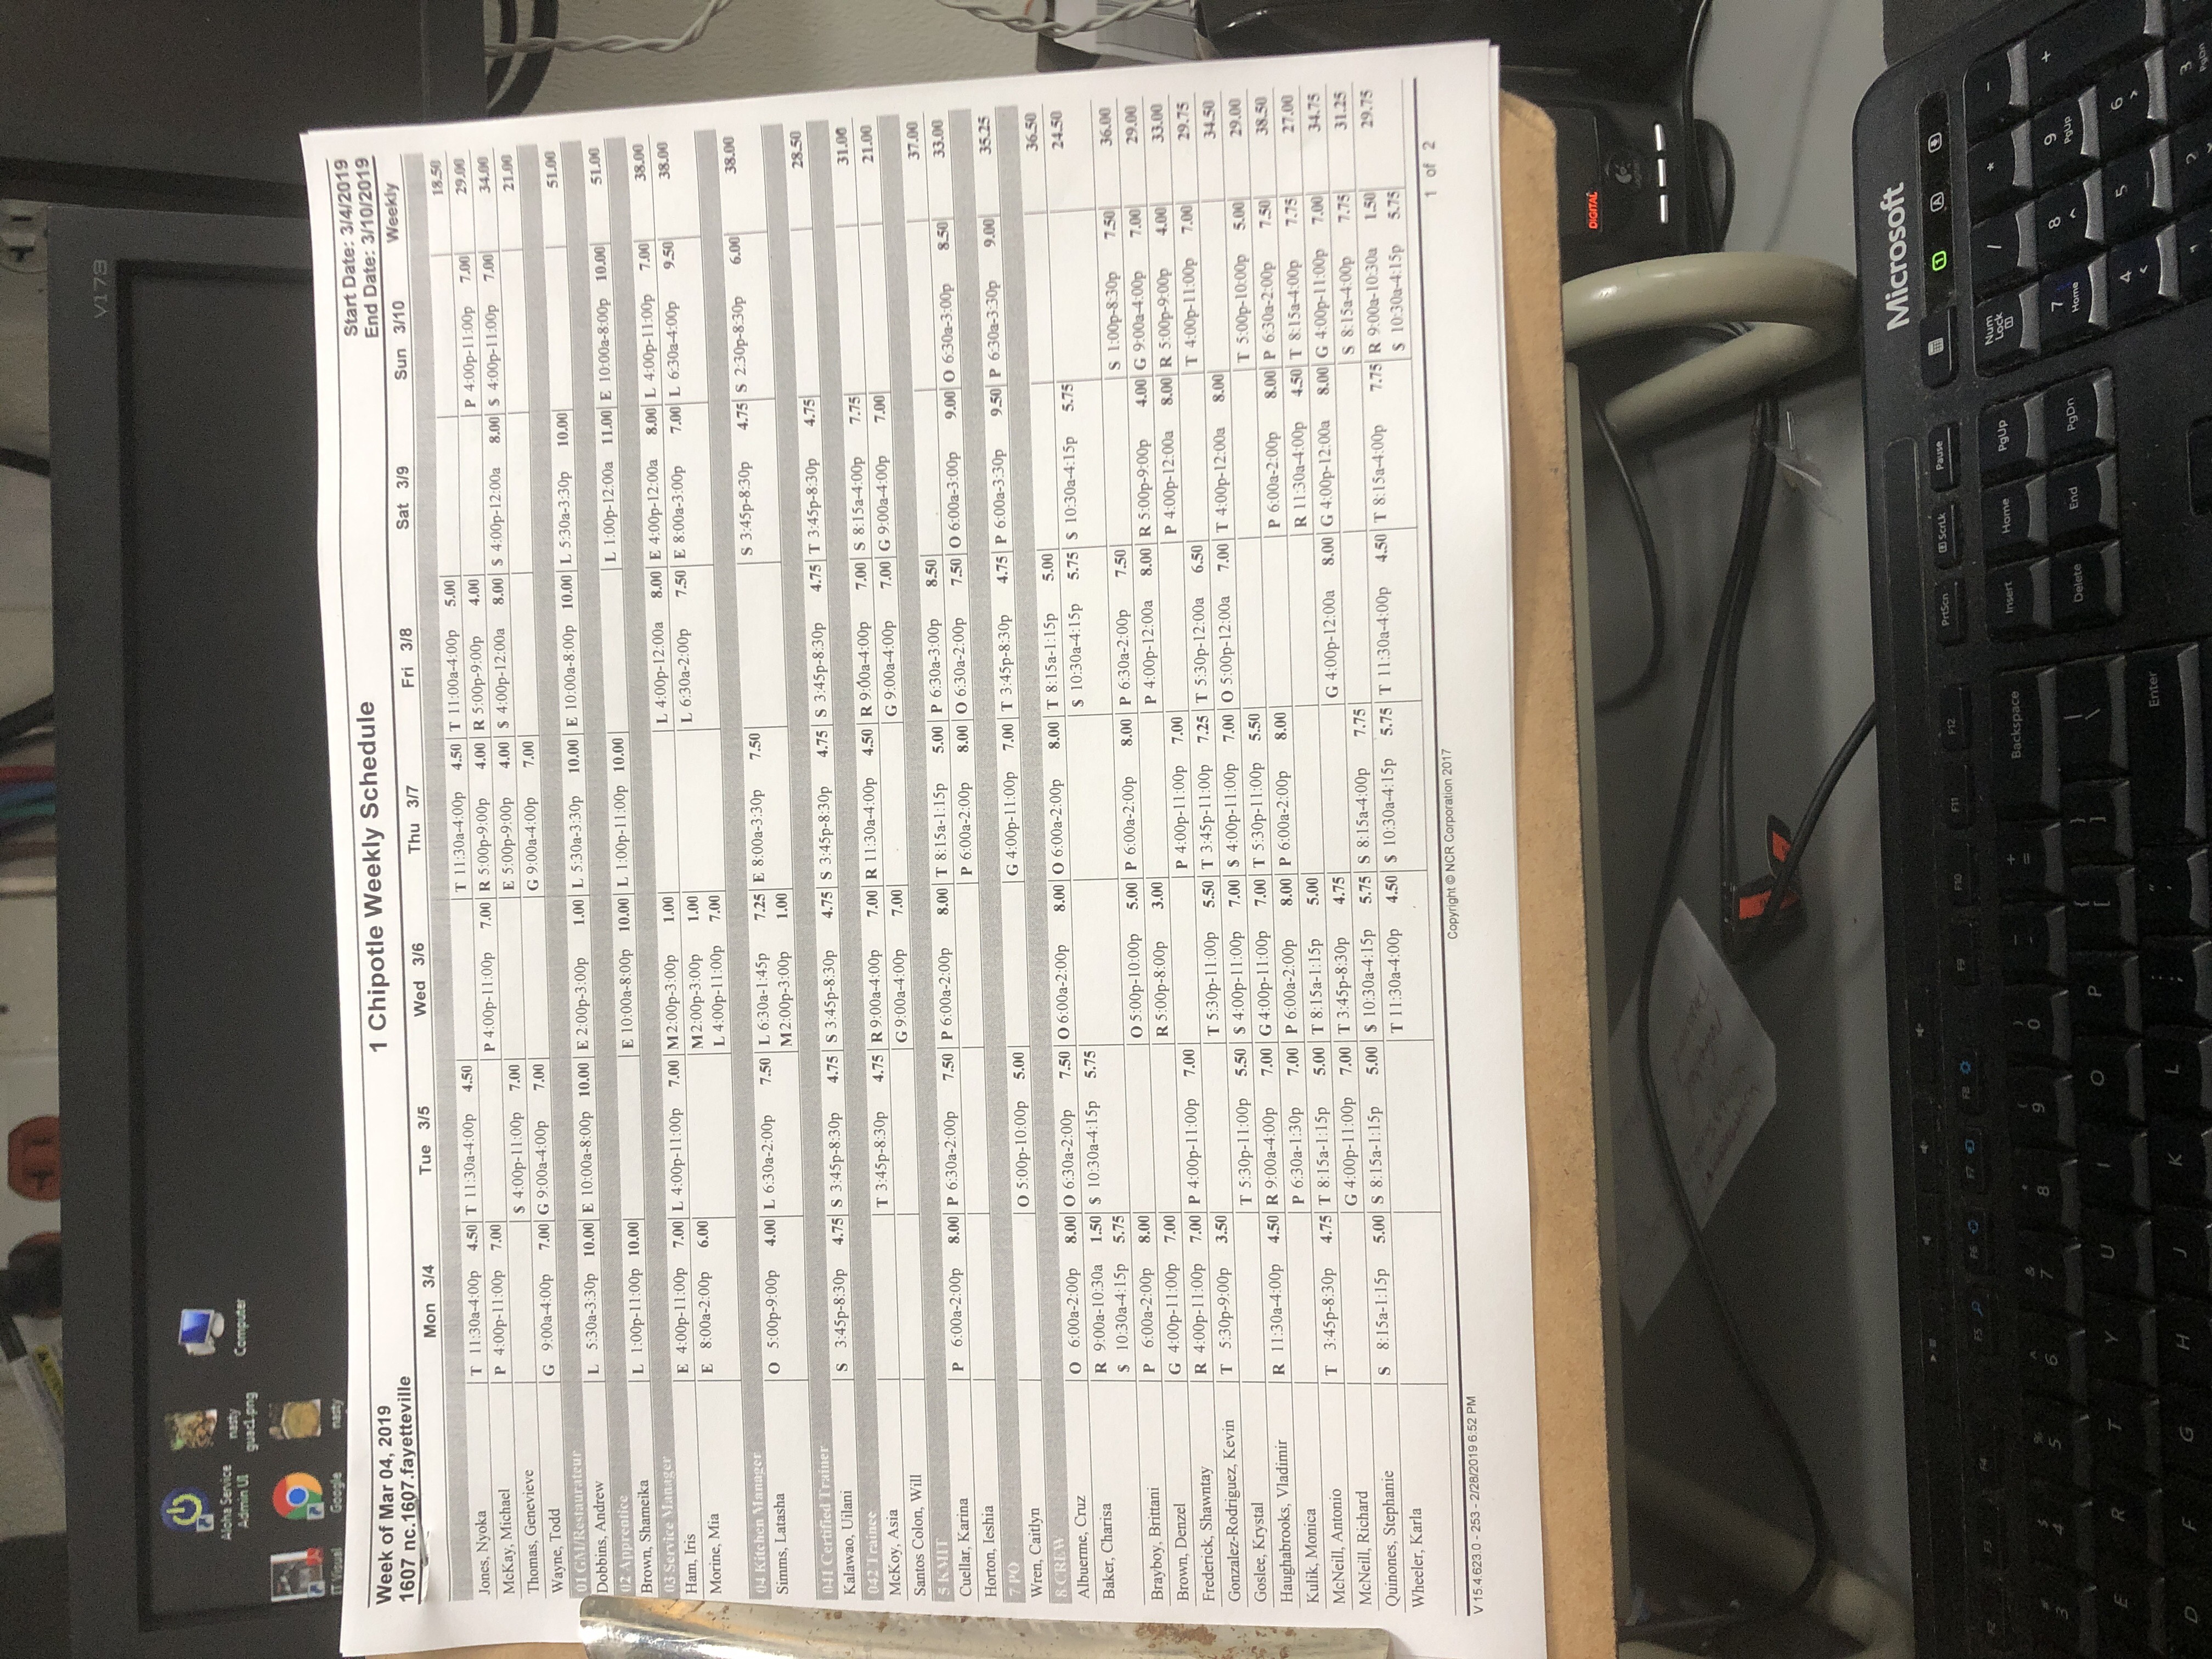 V173
Aloha Service Admin UI
nasty guac1.png
Computer
IT Visual
Google
nasty
Week of Mar 04, 2019
1607 nc.1607.fayetteville
1 Chipotle Weekly Schedule
Start Date: 3/4/2019
End Date: 3/10/2019
Mon 3/4 Tue 3/5 Wed 3/6 Thu 3/7 Fri 3/8 Sat 3/9 Sun 3/10 Weekly
Jones, Nyoka T 11:30a-4:00p 4.50 T 11:30a-4:00p 4.50 T 11:30a-4:00p 4.50 T 11:00a-4:00p 5.00 18.50
McKay, Michael P 4:00p-11:00p 7.00 P 4:00p-11:00p 7.00 R 5:00p-9:00p 4.00 R 5:00p-9:00p 4.00 P 4:00p-11:00p 7.00 29.00
Thomas, Genevieve S 4:00p-11:00p 7.00 E 5:00p-9:00p 4.00 S 4:00p-12:00a 8.00 S 4:00p-12:00a 8.00 S 4:00p-11:00p 7.00 34.00
Wayne, Todd G 9:00a-4:00p 7.00 G 9:00a-4:00p 7.00 G 9:00a-4:00p 7.00 21.00
01 GM/Restaurateur
Dobbins, Andrew L 5:30a-3:30p 10.00 E 10:00a-8:00p 10.00 E 2:00p-3:00p 1.00 L 5:30a-3:30p 10.00 E 10:00a-8:00p 10.00 L 5:30a-3:30p 10.00 51.00
02 Apprentice
Brown, Shameika L 1:00p-11:00p 10.00 E 10:00a-8:00p 10.00 L 1:00p-11:00p 10.00 L 1:00p-12:00a 11.00 E 10:00a-8:00p 10.00 51.00
03 Service Manager
Ham, Iris E 4:00p-11:00p 7.00 L 4:00p-11:00p 7.00 M 2:00p-3:00p 1.00 L 4:00p-12:00a 8.00 E 4:00p-12:00a 8.00 L 4:00p-11:00p 7.00 38.00
Morine, Mia E 8:00a-2:00p 6.00 M 2:00p-3:00p 1.00 L 6:30a-2:00p 7.50 E 8:00a-3:00p 7.00 L 6:30a-4:00p 9.50 38.00
L 4:00p-11:00p 7.00
04 Kitchen Manager
Simms, Latasha O 5:00p-9:00p 4.00 L 6:30a-2:00p 7.50 L 6:30a-1:45p 7.25 E 8:00a-3:30p 7.50 S 3:45p-8:30p 4.75 S 2:30p-8:30p 6.00 38.00
M 2:00p-3:00p 1.00
041 Certified Trainer
Kalawao, Uilani S 3:45p-8:30p 4.75 S 3:45p-8:30p 4.75 S 3:45p-8:30p 4.75 S 3:45p-8:30p 4.75 S 3:45p-8:30p 4.75 T 3:45p-8:30p 4.75 28.50
042 Trainee
McKoy, Asia T 3:45p-8:30p 4.75 R 9:00a-4:00p 7.00 R 11:30a-4:00p 4.50 R 9:00a-4:00p 7.00 S 8:15a-4:00p 7.75 31.00
Santos Colon, Will G 9:00a-4:00p 7.00 G 9:00a-4:00p 7.00 G 9:00a-4:00p 7.00 21.00
5 KMIT
Cuellar, Karina P 6:00a-2:00p 8.00 P 6:30a-2:00p 7.50 P 6:00a-2:00p 8.00 T 8:15a-1:15p 5.00 P 6:30a-3:00p 8.50 37.00
Horton, Ieshia P 6:00a-2:00p 8.00 O 6:30a-2:00p 7.50 O 6:00a-3:00p 9.00 O 6:30a-3:00p 8.50 33.00
7 PO
Wren, Caitlyn O 5:00p-10:00p 5.00 G 4:00p-11:00p 7.00 T 3:45p-8:30p 4.75 P 6:00a-3:30p 9.50 P 6:30a-3:30p 9.00 35.25
8 CREW
Albuerme, Cruz O 6:00a-2:00p 8.00 O 6:30a-2:00p 7.50 O 6:00a-2:00p 8.00 O 6:00a-2:00p 8.00 T 8:15a-1:15p 5.00 36.50
Baker, Charisa R 9:00a-10:30a 1.50 S 10:30a-4:15p 5.75 S 10:30a-4:15p 5.75 S 10:30a-4:15p 5.75 24.50
S 10:30a-4:15p 5.75
Brayboy, Brittani P 6:00a-2:00p 8.00 O 5:00p-10:00p 5.00 P 6:00a-2:00p 8.00 P 6:30a-2:00p 7.50 S 1:00p-8:30p 7.50 36.00
Brown, Denzel G 4:00p-11:00p 7.00 R 5:00p-8:00p 3.00 P 4:00p-12:00a 8.00 R 5:00p-9:00p 4.00 G 9:00a-4:00p 7.00 29.00
Frederick, Shawntay R 4:00p-11:00p 7.00 P 4:00p-11:00p 7.00 P 4:00p-11:00p 7.00 P 4:00p-12:00a 8.00 R 5:00p-9:00p 4.00 33.00
Gonzalez-Rodriguez, Kevin T 5:30p-9:00p 3.50 T 5:30p-11:00p 5.50 T 3:45p-11:00p 7.25 T 5:30p-12:00a 6.50 T 4:00p-11:00p 7.00 29.75
Goslee, Krystal T 5:30p-11:00p 5.50 S 4:00p-11:00p 7.00 S 4:00p-11:00p 7.00 O 5:00p-12:00a 7.00 T 4:00p-12:00a 8.00 34.50
Haughabrooks, Vladimir R 11:30a-4:00p 4.50 R 9:00a-4:00p 7.00 G 4:00p-11:00p 7.00 T 5:30p-11:00p 5.50 T 5:00p-10:00p 5.00 29.00
Kulik, Monica P 6:30a-1:30p 7.00 P 6:00a-2:00p 8.00 P 6:00a-2:00p 8.00 P 6:00a-2:00p 8.00 P 6:30a-2:00p 7.50 38.50
McNeill, Antonio T 3:45p-8:30p 4.75 T 8:15a-1:15p 5.00 T 8:15a-1:15p 5.00 R 11:30a-4:00p 4.50 T 8:15a-4:00p 7.75 27.00
McNeill, Richard G 4:00p-11:00p 7.00 T 3:45p-8:30p 4.75 G 4:00p-12:00a 8.00 G 4:00p-12:00a 8.00 G 4:00p-11:00p 7.00 34.75
Quinones, Stephanie S 8:15a-1:15p 5.00 S 8:15a-1:15p 5.00 S 10:30a-4:15p 5.75 S 8:15a-4:00p 7.75 S 8:15a-4:00p 7.75 31.25
Wheeler, Karla T 11:30a-4:00p 4.50 S 10:30a-4:15p 5.75 T 11:30a-4:00p 4.50 T 8:15a-4:00p 7.75 R 9:00a-10:30a 1.50 29.75
S 10:30a-4:15p 5.75
1 of 2
V 15.4.623.0 - 253 - 2/28/2019 6:52 PM
Copyright © NCR Corporation 2017
DIGITAL
Microsoft
F2 F3 F4 F5 F6 F7 F8 F9 F10 F11 F12 PrtScn ScrLk Pause
# 3 $ 4 % 5 ^ 6 & 7 * 8 ( 9 ) 0 _ - + = Backspace Insert Home PgUp Num Lock / * -
E R T Y U I O P { [ } ] | \ Delete End PgDn 7 Home 8 9 PgUp +
D F G H J K L : ; " ' Enter 4 5 6
1 2 3 PgDn